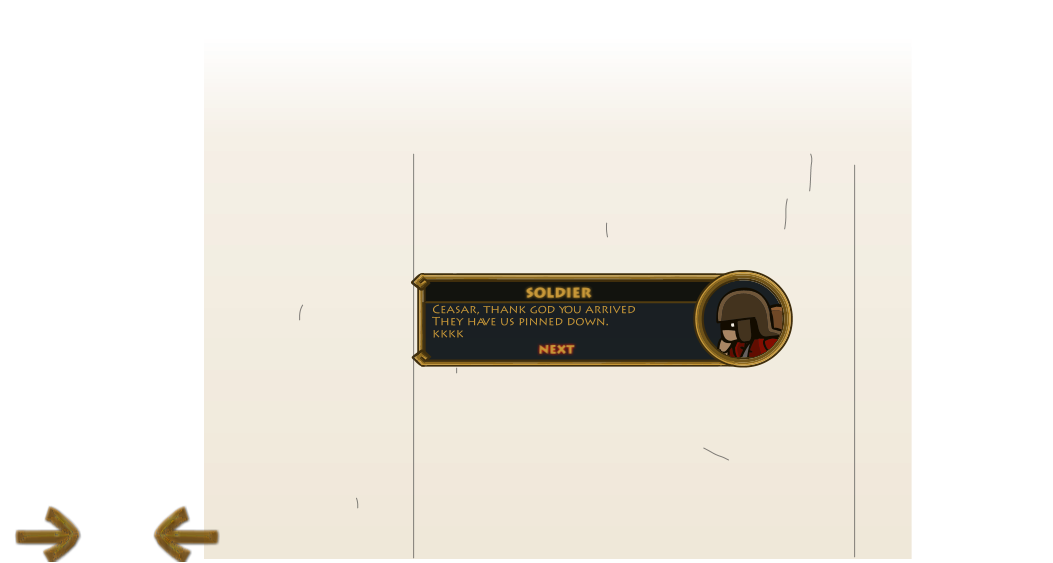 SOLDIER
CEASAR, THANK GOD YOU ARRIVED
THEY HAVE US PINNED DOWN.
KKKK
NEXT